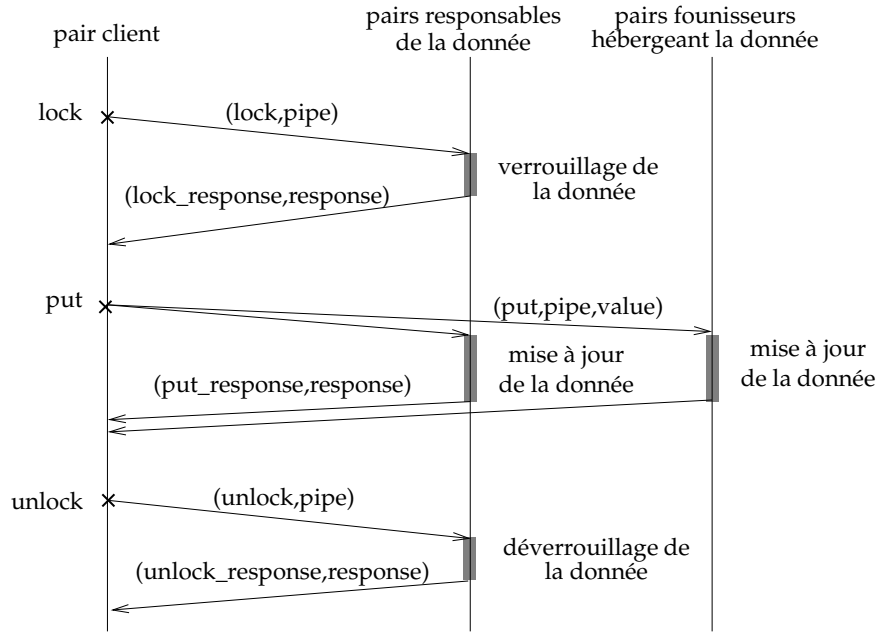 pair client
pairs responsables
de la donnée
pairs founisseurs
hébergeant la donnée
lock
(lock,pipe)
verrouillage de
la donnée
(lock_response,response)
put
(put,pipe,value)
mise à jour
de la donnée
mise à jour
de la donnée
(put_response,response)
unlock
(unlock,pipe)
déverrouillage de
la donnée
(unlock_response,response)